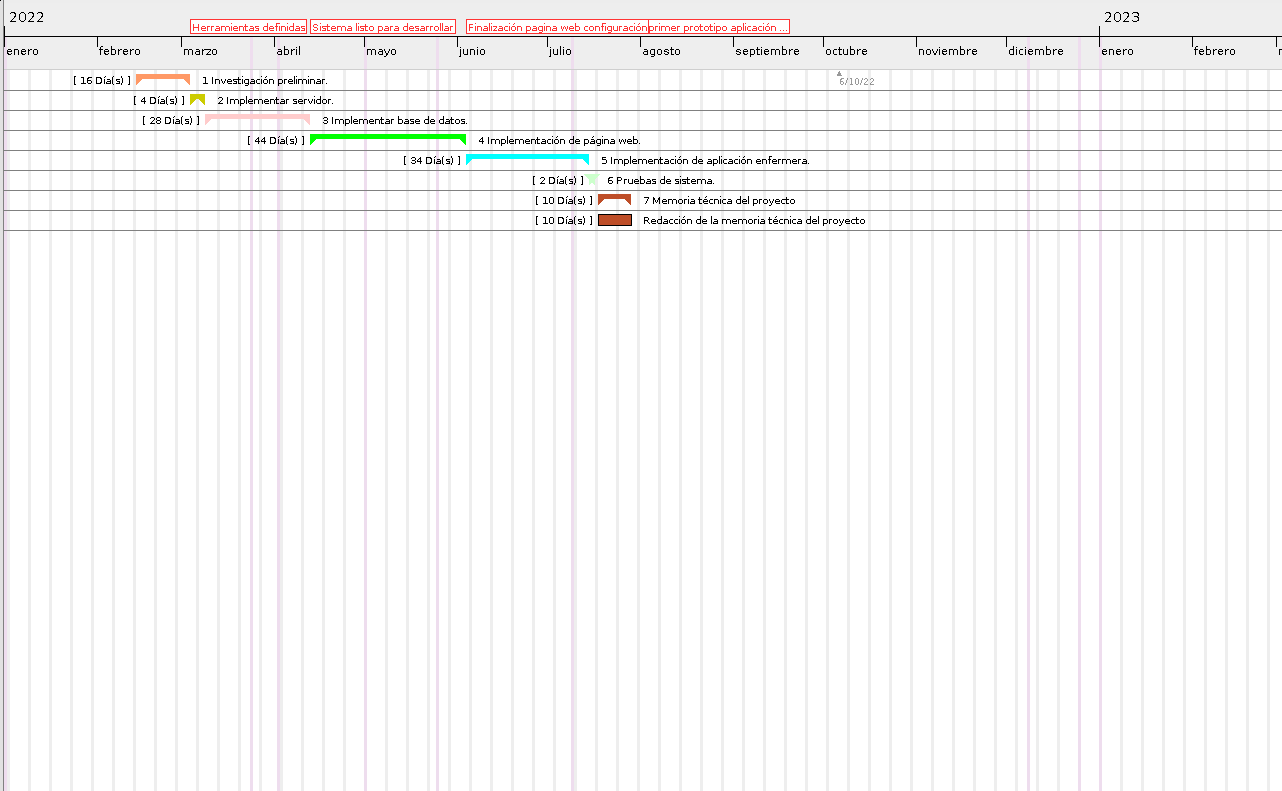 2022
2023
Herramientas definidas
Sistema listo para desarrollar
Finalización pagina web configuración
primer prototipo aplicación ...
enero
febrero
marzo
abril
mayo
junio
julio
agosto
septiembre
octubre
noviembre
diciembre
enero
febrero
[ 16 Día(s) ] 1 Investigación preliminar.
6/10/22
[ 4 Día(s) ] 2 Implementar servidor.
[ 28 Día(s) ] 3 Implementar base de datos.
[ 44 Día(s) ] 4 Implementación de página web.
[ 34 Día(s) ] 5 Implementación de aplicación enfermera.
[ 2 Día(s) ] 6 Pruebas de sistema.
[ 10 Día(s) ] 7 Memoria técnica del proyecto
[ 10 Día(s) ] Redacción de la memoria técnica del proyecto